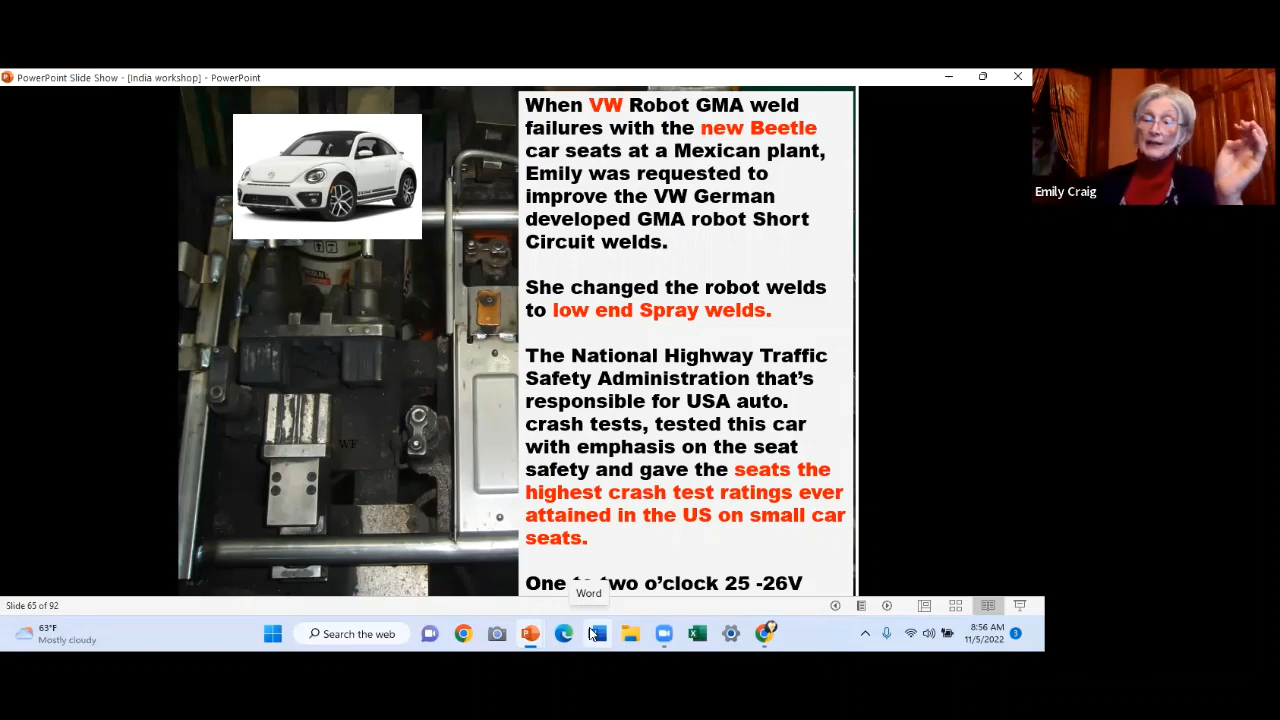 PowerPoint Slide Show - [India workshop] - PowerPoint
When VW Robot GMA weld
failures with the new Beetle
car seats at a Mexican plant,
Emily was requested to
improve the VW German
developed GMA robot Short
Circuit welds.
She changed the robot welds
to low end Spray welds.
The National Highway Traffic
Safety Administration that’s
responsible for USA auto.
crash tests, tested this car
with emphasis on the seat
safety and gave the seats the
highest crash test ratings ever
attained in the US on small car
seats.
One to two o’clock 25 -26V
WF
Emily Craig
Word
Slide 65 of 92
63°F
Mostly cloudy
Search the web
8:56 AM
11/5/2022
3